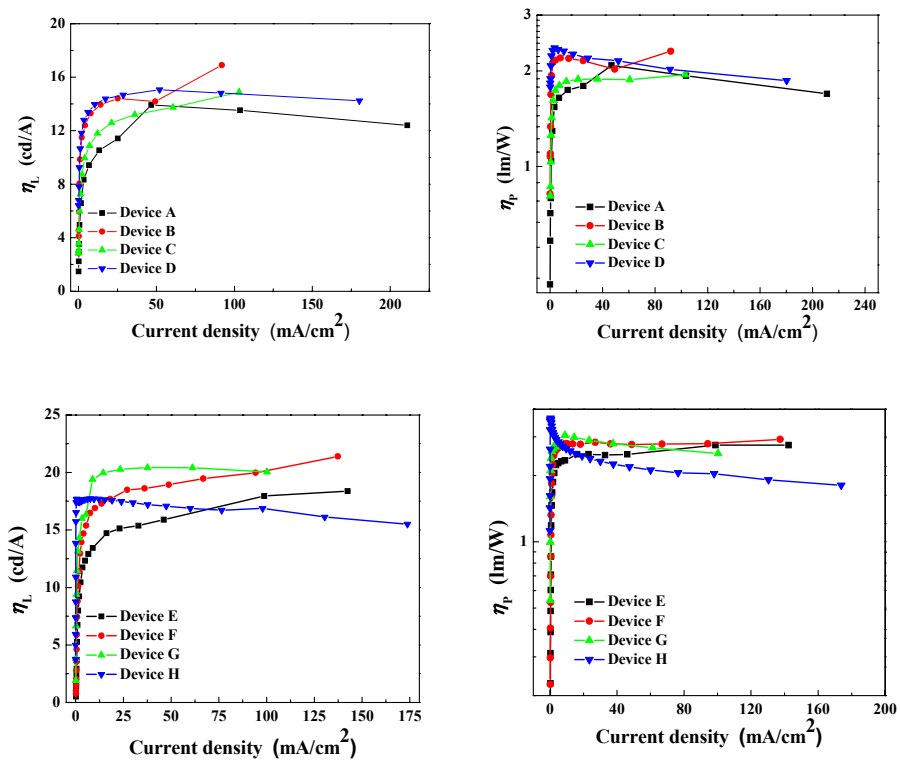 20
16
12
8
4
0
η_L (cd/A)
Device A
Device B
Device C
Device D
0 50 100 150 200
Current density (mA/cm²)
3
2
1
η_P (lm/W)
Device A
Device B
Device C
Device D
0 40 80 120 160 200 240
Current density (mA/cm²)
25
20
15
10
5
0
η_L (cd/A)
Device E
Device F
Device G
Device H
0 25 50 75 100 125 150 175
Current density (mA/cm²)
1
η_P (lm/W)
Device E
Device F
Device G
Device H
0 40 80 120 160 200
Current density (mA/cm²)